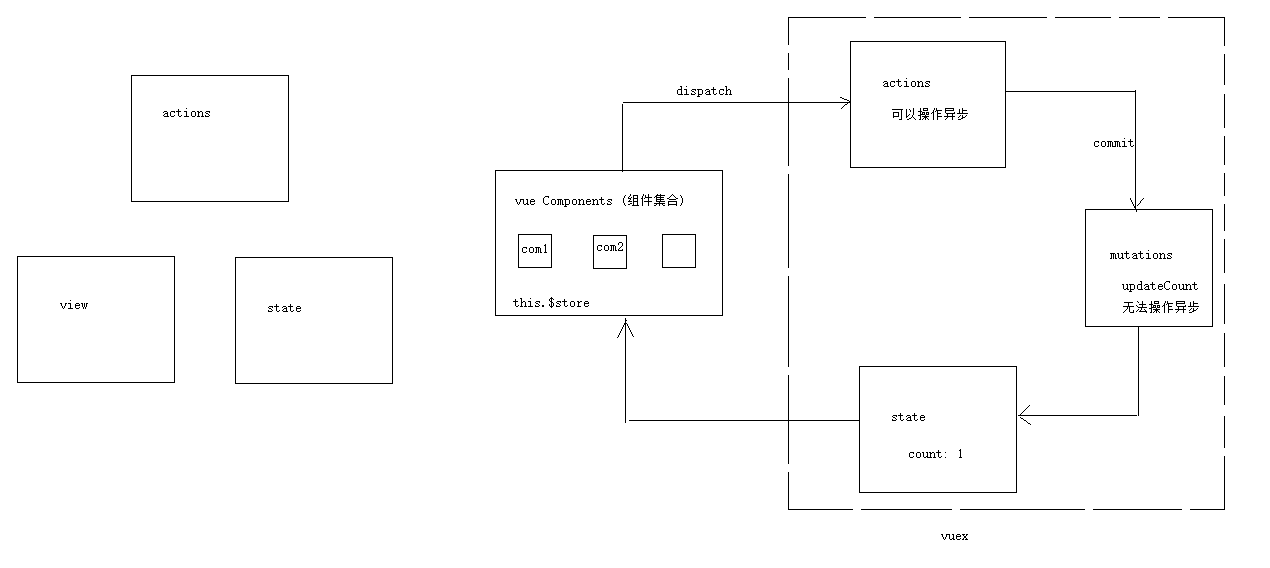 actions
view
state
dispatch
vue Components (组件集合)
com1
com2
this.$store
actions
可以操作异步
commit
mutations
updateCount
无法操作异步
state
count: 1
vuex